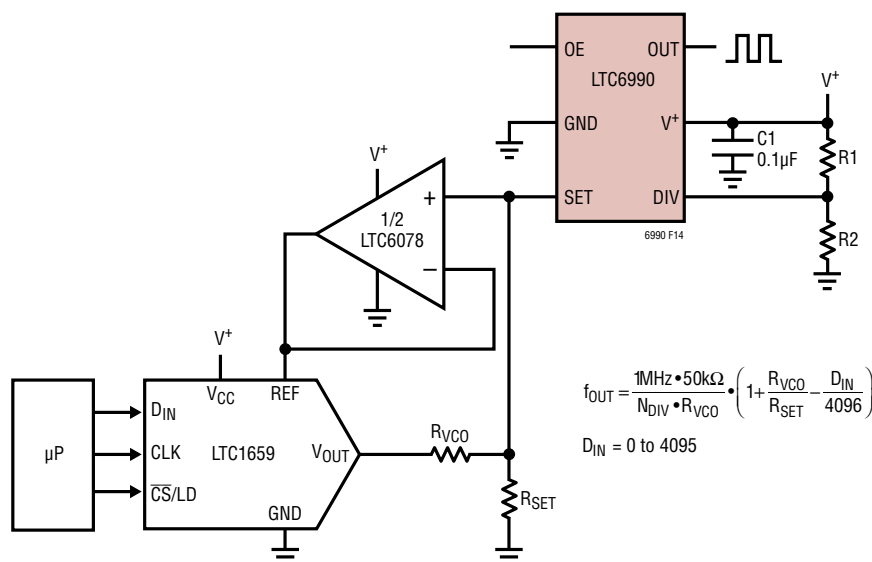 OE
OUT
LTC6990
V+
GND
V+
C1
0.1µF
R1
SET
DIV
R2
6990 F14
V+
+
1/2
LTC6078
−
V+
VCC
REF
µP
DIN
CLK
CS/LD
LTC1659
VOUT
GND
RVCO
RSET
fOUT = 1MHz • 50kΩ / NDIV • RVCO • (1 + RVCO / RSET − DIN / 4096)
DIN = 0 to 4095